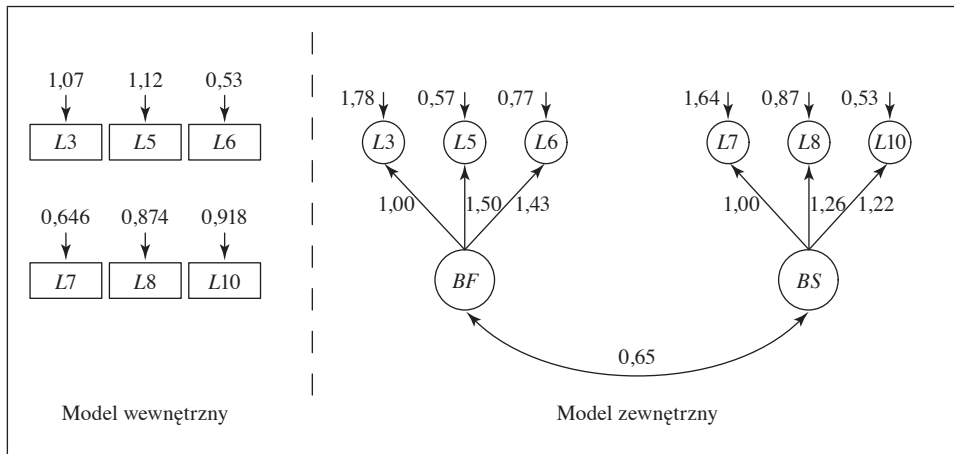 1,07 1,12 0,53
L3 L5 L6
0,646 0,874 0,918
L7 L8 L10
Model wewnętrzny
1,78 0,57 0,77 1,64 0,87 0,53
L3 L5 L6 L7 L8 L10
1,00 1,50 1,43 1,00 1,26 1,22
BF BS
0,65
Model zewnętrzny